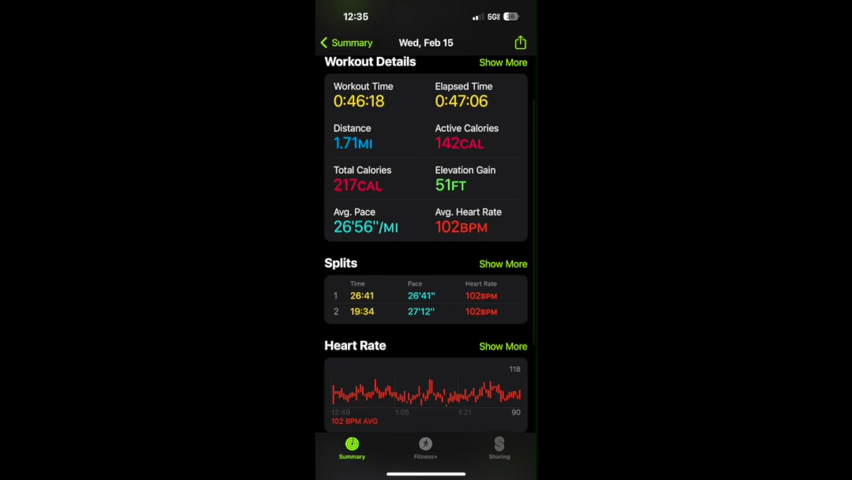 12:35
5G
Summary
Wed, Feb 15
Workout Details
Show More
Workout Time
Elapsed Time
0:46:18
0:47:06
Distance
Active Calories
1.71MI
142CAL
Total Calories
Elevation Gain
217CAL
51FT
Avg. Pace
Avg. Heart Rate
26'56"/MI
102BPM
Splits
Show More
Time
Pace
Heart Rate
1
26:41
26'41"
102BPM
2
19:34
27'12"
102BPM
Heart Rate
Show More
118
12:49
1:05
1:21
90
102 BPM AVG
Summary
Fitness+
Sharing